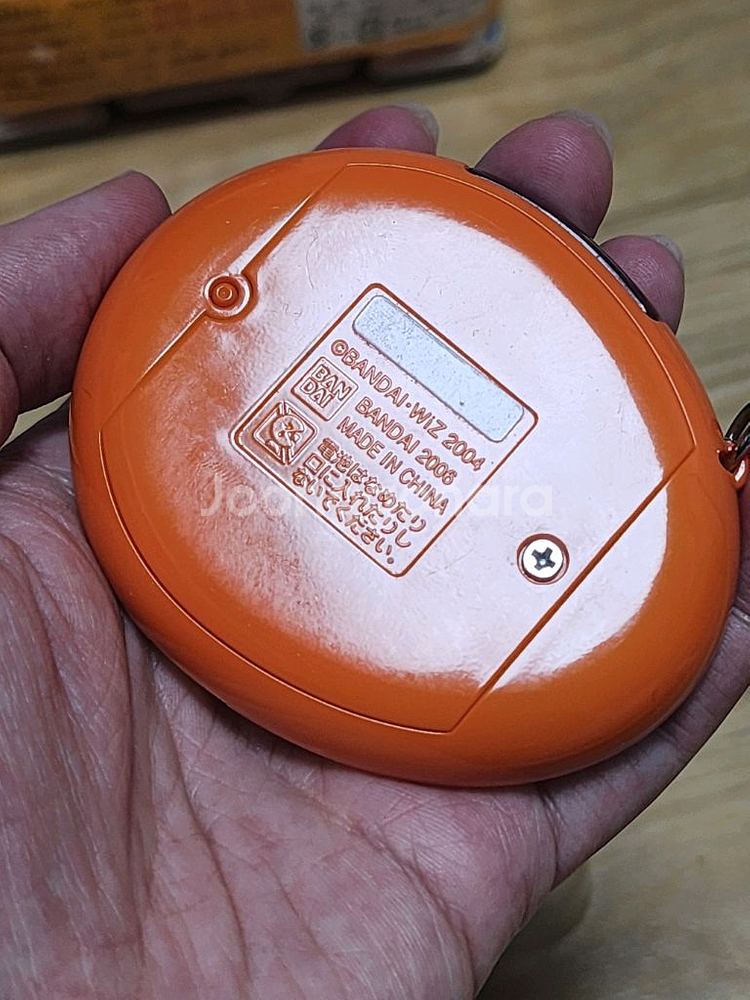 ©BANDAI・WIZ 2004
BAN
DAI
BANDAI 2006
MADE IN CHINA
電池はなめたり
口に入れたりし
ないでください。